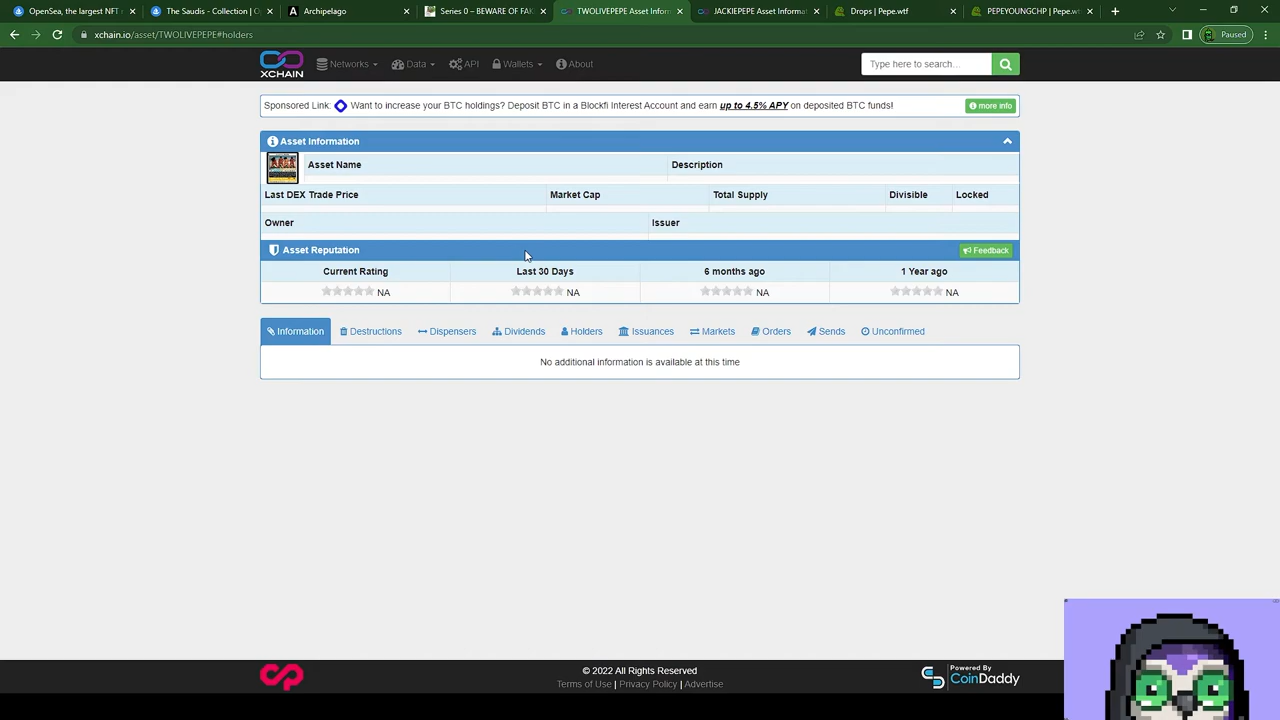 OpenSea, the largest NFT
The Saudis - Collection | O
Archipelago
Series 0 – BEWARE OF FAK
TWOLIVEPEPE Asset Inform
JACKIEPEPE Asset Informat
Drops | Pepe.wtf
PEPEYOUNGCHP | Pepe.wt
xchain.io/asset/TWOLIVEPEPE#holders
Paused
XCHAIN
Networks
Data
API
Wallets
About
Type here to search...
Sponsored Link: Want to increase your BTC holdings? Deposit BTC in a Blockfi Interest Account and earn up to 4.5% APY on deposited BTC funds!
more info
Asset Information
Asset Name
Description
Last DEX Trade Price
Market Cap
Total Supply
Divisible
Locked
Owner
Issuer
Asset Reputation
Feedback
Current Rating
Last 30 Days
6 months ago
1 Year ago
NA
NA
NA
NA
Information
Destructions
Dispensers
Dividends
Holders
Issuances
Markets
Orders
Sends
Unconfirmed
No additional information is available at this time
© 2022 All Rights Reserved
Terms of Use | Privacy Policy | Advertise
Powered By
CoinDaddy